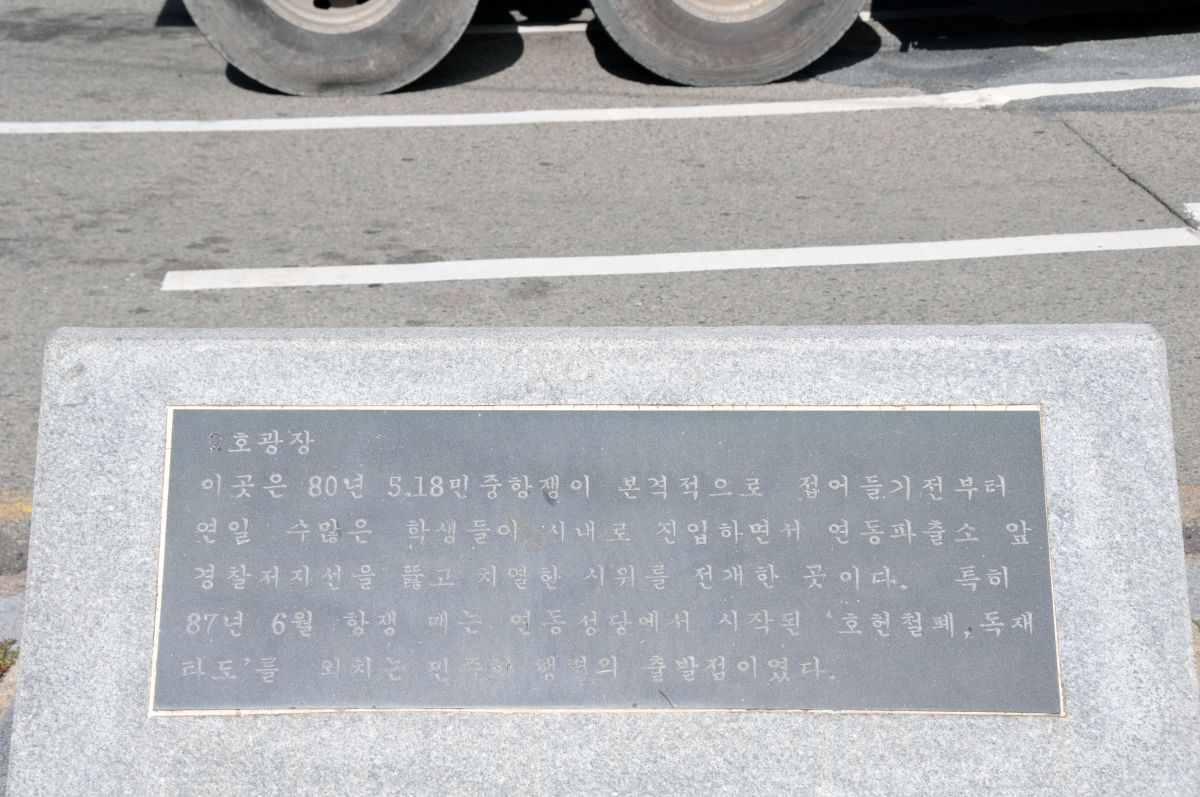 호광장
이곳은 80년 5.18민중항쟁이 본격적으로 접어들기전부터
연일 수많은 학생들이 시내로 진입하면서 연동파출소 앞
경찰저지선을 뚫고 치열한 시위를 전개한 곳이다. 특히
87년 6월 항쟁 때는 연동성당에서 시작된 '호헌철폐, 독재
타도'를 외치는 민주화 행렬의 출발점이였다.